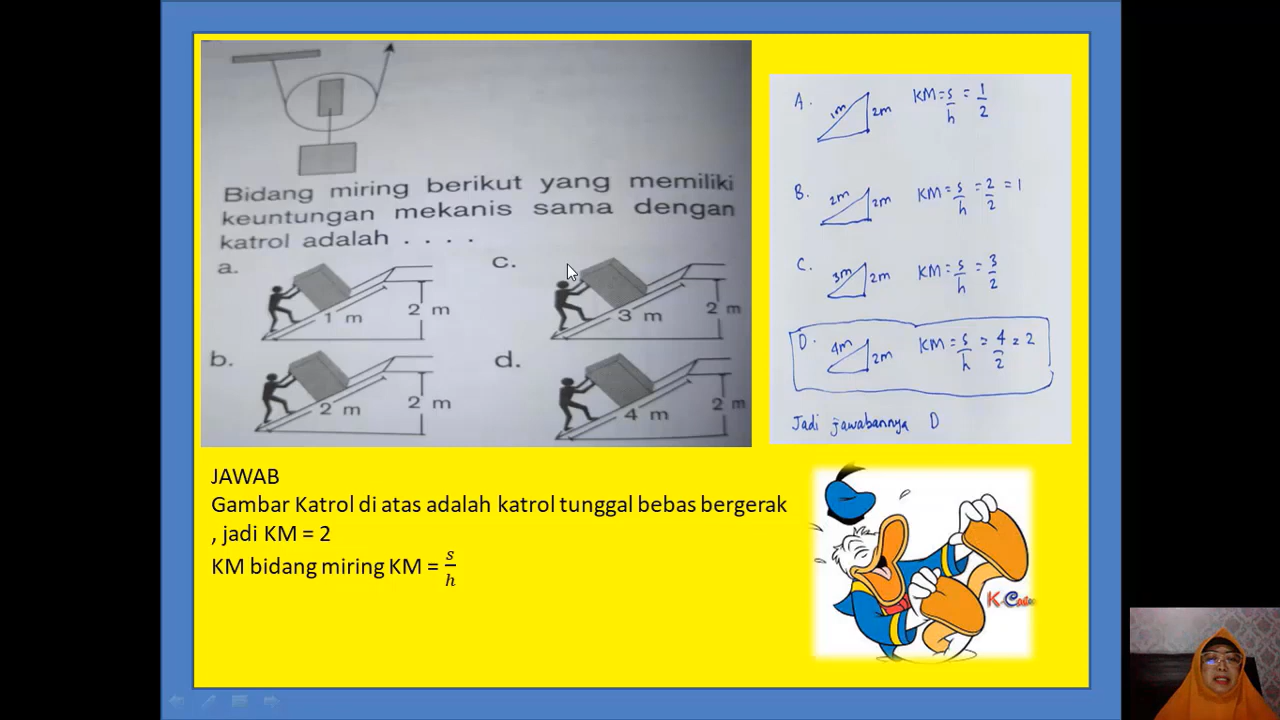 Bidang miring berikut yang memiliki
keuntungan mekanis sama dengan
katrol adalah . . . .
a.
1 m
2 m
c.
3 m
2 m
b.
2 m
2 m
d.
4 m
2 m
A.
1m
2m
KM = s/h = 1/2
B.
2m
2m
KM = s/h = 2/2 = 1
C.
3m
2m
KM = s/h = 3/2
D.
4m
2m
KM = s/h = 4/2 = 2
Jadi jawabannya D
JAWAB
Gambar Katrol di atas adalah katrol tunggal bebas bergerak
, jadi KM = 2
KM bidang miring KM = s/h